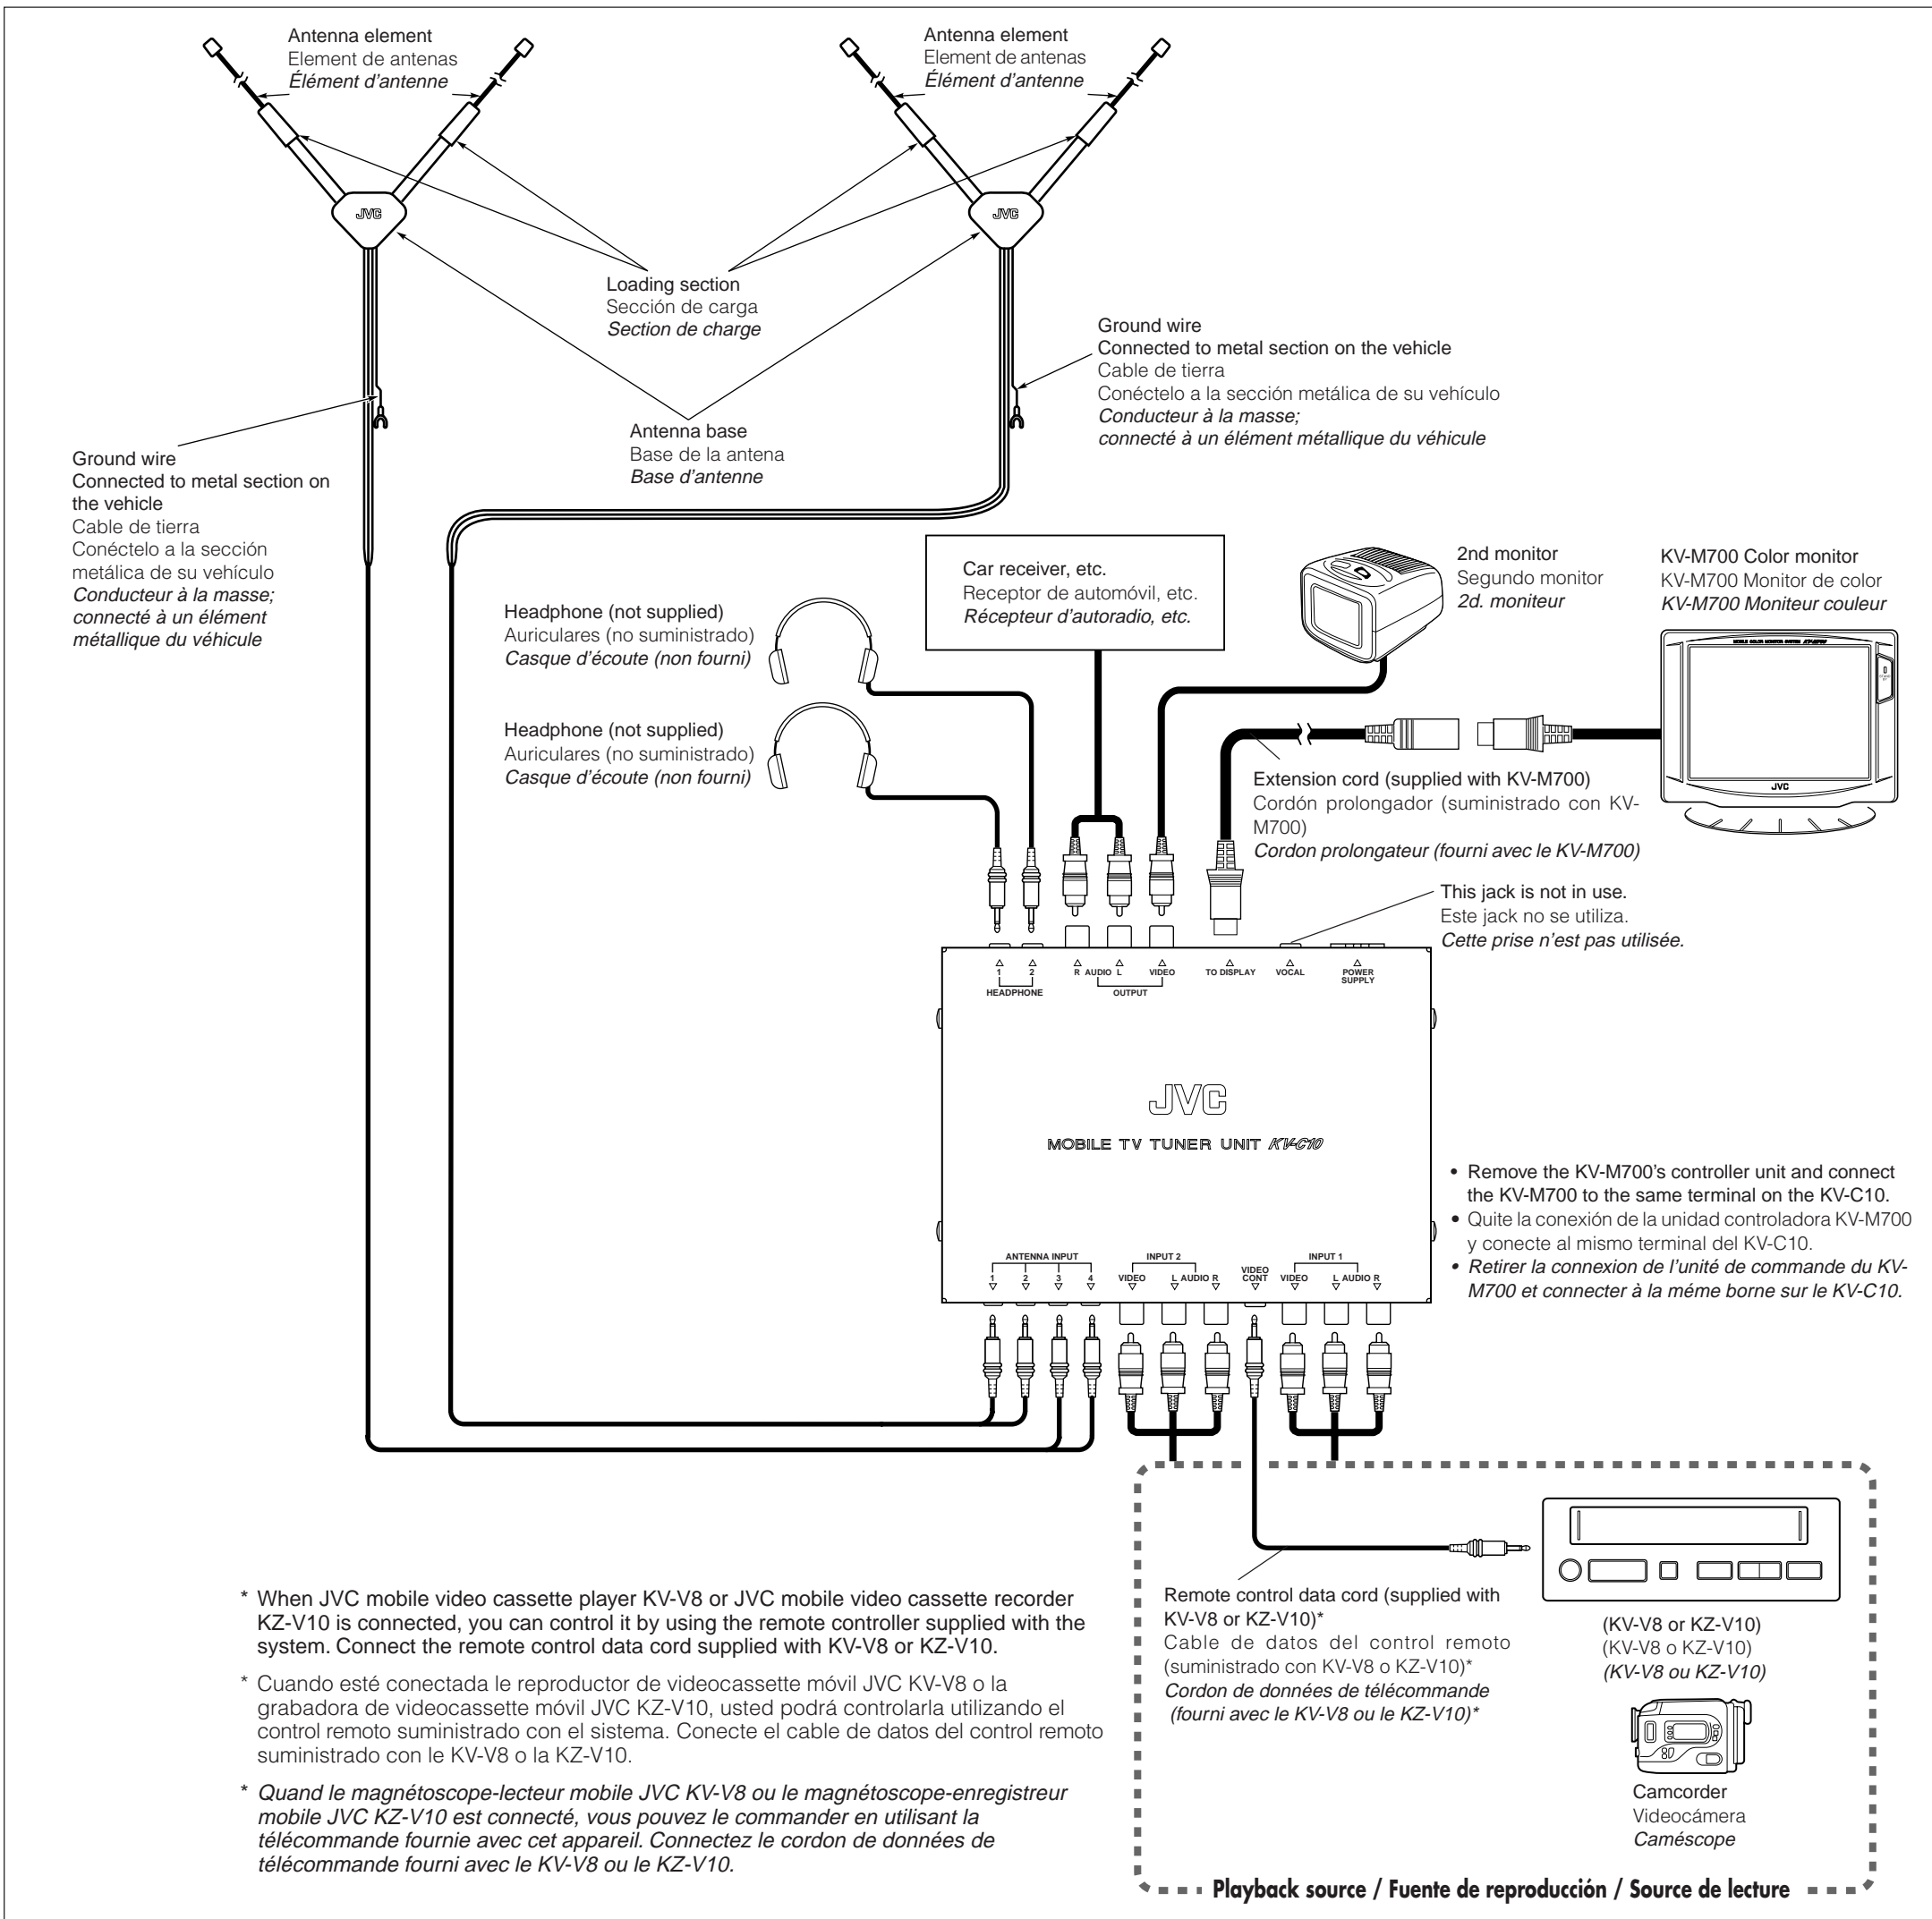 Antenna element
Element de antenas
Élément d'antenne
Antenna element
Element de antenas
Élément d'antenne
JVC
JVC
Loading section
Sección de carga
Section de charge
Ground wire
Connected to metal section on the vehicle
Cable de tierra
Conéctelo a la sección metálica de su vehículo
Conducteur à la masse;
connecté à un élément métallique du véhicule
Antenna base
Base de la antena
Base d'antenne
Ground wire
Connected to metal section on
the vehicle
Cable de tierra
Conéctelo a la sección
metálica de su vehículo
Conducteur à la masse;
connecté à un élément
métallique du véhicule
Car receiver, etc.
Receptor de automóvil, etc.
Récepteur d'autoradio, etc.
2nd monitor
Segundo monitor
2d. moniteur
KV-M700 Color monitor
KV-M700 Monitor de color
KV-M700 Moniteur couleur
MOBILE COLOR MONITOR SYSTEM KV-M700
JVC
Headphone (not supplied)
Auriculares (no suministrado)
Casque d'écoute (non fourni)
Headphone (not supplied)
Auriculares (no suministrado)
Casque d'écoute (non fourni)
Extension cord (supplied with KV-M700)
Cordón prolongador (suministrado con KV-
M700)
Cordon prolongateur (fourni avec le KV-M700)
This jack is not in use.
Este jack no se utiliza.
Cette prise n'est pas utilisée.
1 2 R AUDIO L VIDEO TO DISPLAY VOCAL POWER
SUPPLY
HEADPHONE OUTPUT
JVC
MOBILE TV TUNER UNIT KV-C10
• Remove the KV-M700's controller unit and connect
the KV-M700 to the same terminal on the KV-C10.
• Quite la conexión de la unidad controladora KV-M700
y conecte al mismo terminal del KV-C10.
• Retirer la connexion de l'unité de commande du KV-
M700 et connecter à la méme borne sur le KV-C10.
ANTENNA INPUT INPUT 2 INPUT 1
1 2 3 4 VIDEO L AUDIO R VIDEO
CONT VIDEO L AUDIO R
Remote control data cord (supplied with
KV-V8 or KZ-V10)*
Cable de datos del control remoto
(suministrado con KV-V8 o KZ-V10)*
Cordon de données de télécommande
(fourni avec le KV-V8 ou le KZ-V10)*
(KV-V8 or KZ-V10)
(KV-V8 o KZ-V10)
(KV-V8 ou KZ-V10)
Camcorder
Videocámera
Caméscope
Playback source / Fuente de reproducción / Source de lecture
* When JVC mobile video cassette player KV-V8 or JVC mobile video cassette recorder
KZ-V10 is connected, you can control it by using the remote controller supplied with the
system. Connect the remote control data cord supplied with KV-V8 or KZ-V10.
* Cuando esté conectada le reproductor de videocassette móvil JVC KV-V8 o la
grabadora de videocassette móvil JVC KZ-V10, usted podrá controlarla utilizando el
control remoto suministrado con el sistema. Conecte el cable de datos del control remoto
suministrado con le KV-V8 o la KZ-V10.
* Quand le magnétoscope-lecteur mobile JVC KV-V8 ou le magnétoscope-enregistreur
mobile JVC KZ-V10 est connecté, vous pouvez le commander en utilisant la
télécommande fournie avec cet appareil. Connectez le cordon de données de
télécommande fourni avec le KV-V8 ou le KZ-V10.